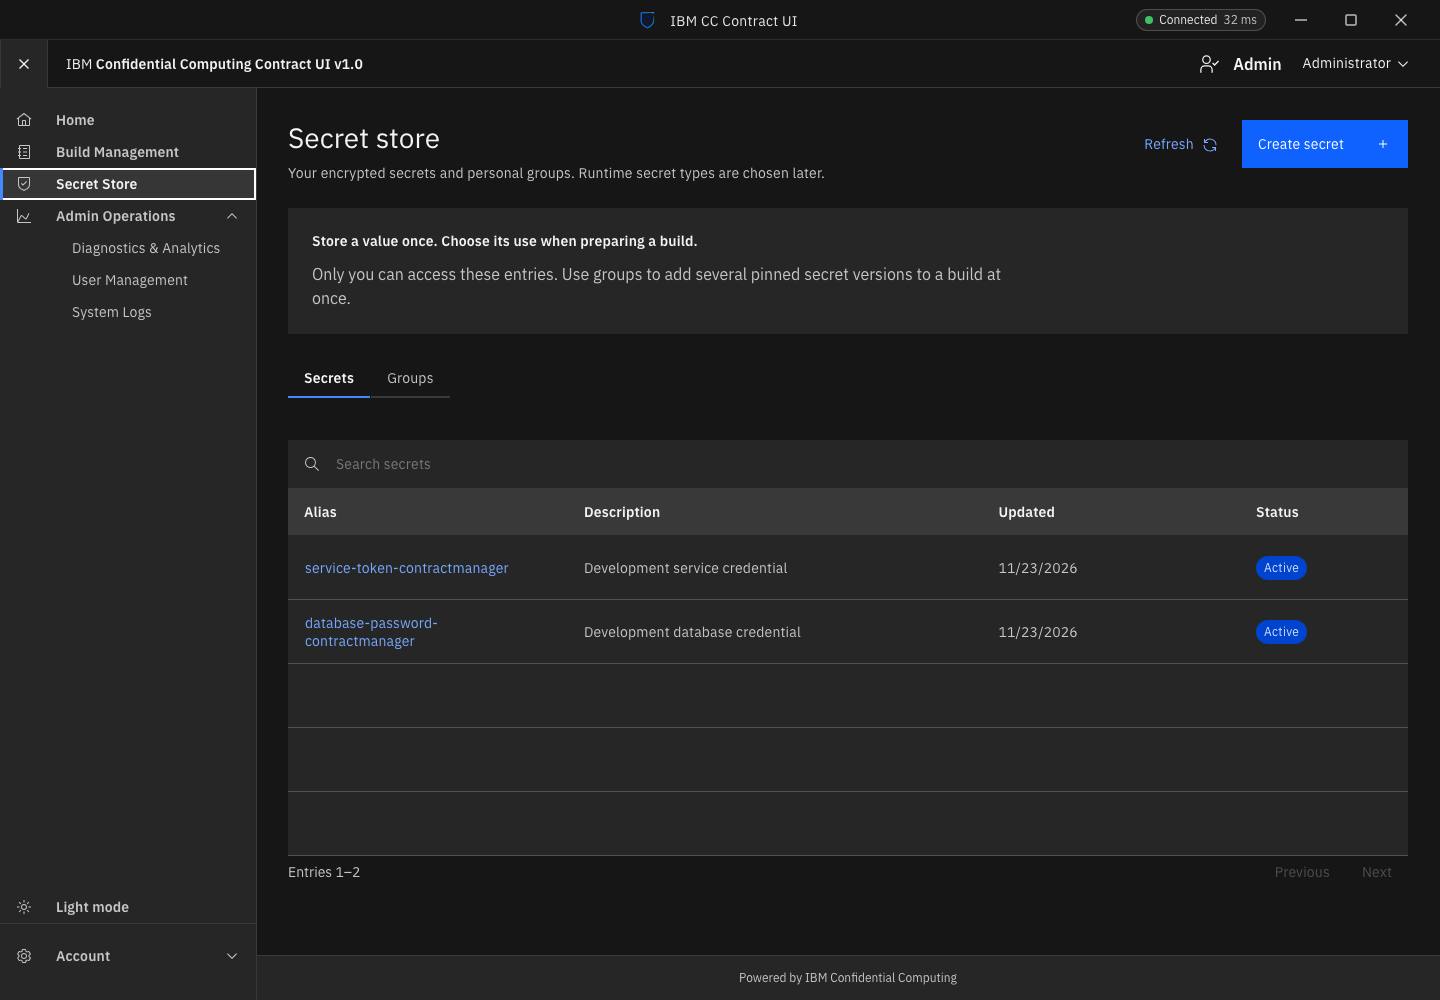 IBM CC Contract UI
Connected 32 ms
IBM Confidential Computing Contract UI v1.0
Admin
Administrator
Home
Build Management
Secret Store
Admin Operations
Diagnostics & Analytics
User Management
System Logs
Light mode
Account
Secret store
Your encrypted secrets and personal groups. Runtime secret types are chosen later.
Refresh
Create secret
Store a value once. Choose its use when preparing a build.
Only you can access these entries. Use groups to add several pinned secret versions to a build at
once.
Secrets
Groups
Search secrets
Alias Description Updated Status
service-token-contractmanager Development service credential 11/23/2026 Active
database-password-
contractmanager Development database credential 11/23/2026 Active
Entries 1–2
Previous
Next
Powered by IBM Confidential Computing